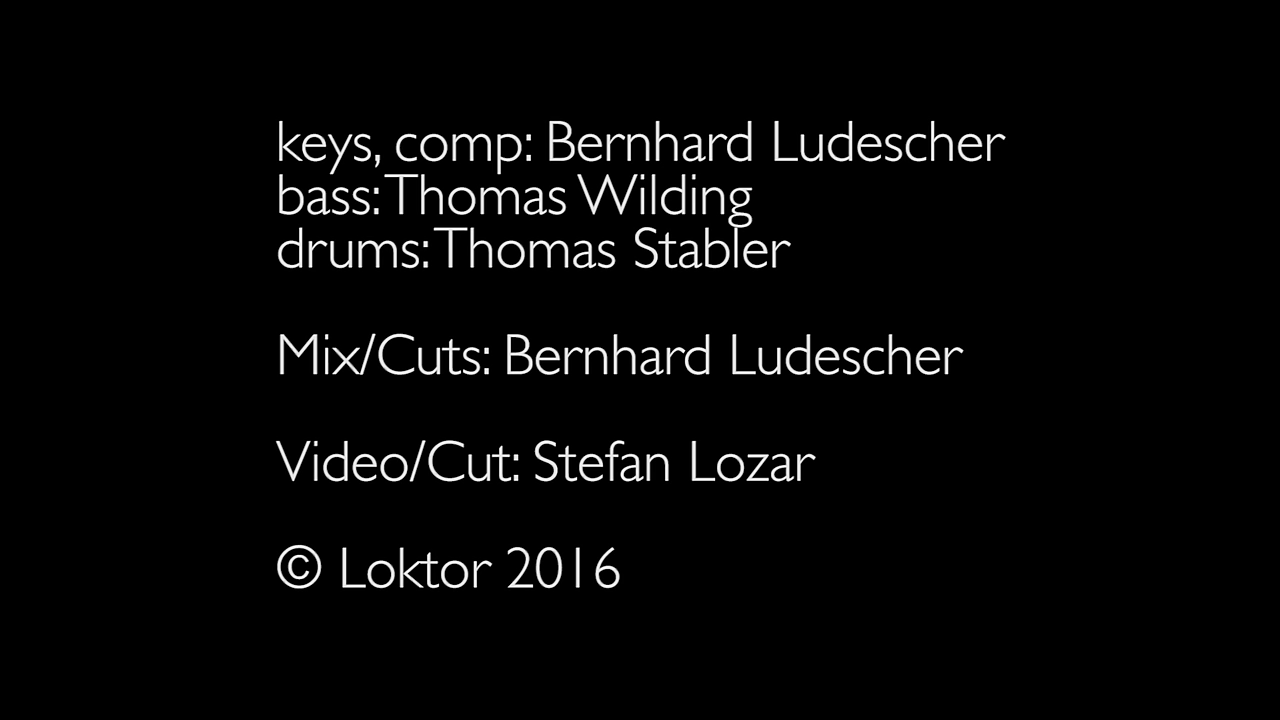 keys, comp: Bernhard Ludescher
bass: Thomas Wilding
drums: Thomas Stabler
Mix/Cuts: Bernhard Ludescher
Video/Cut: Stefan Lozar
© Loktor 2016